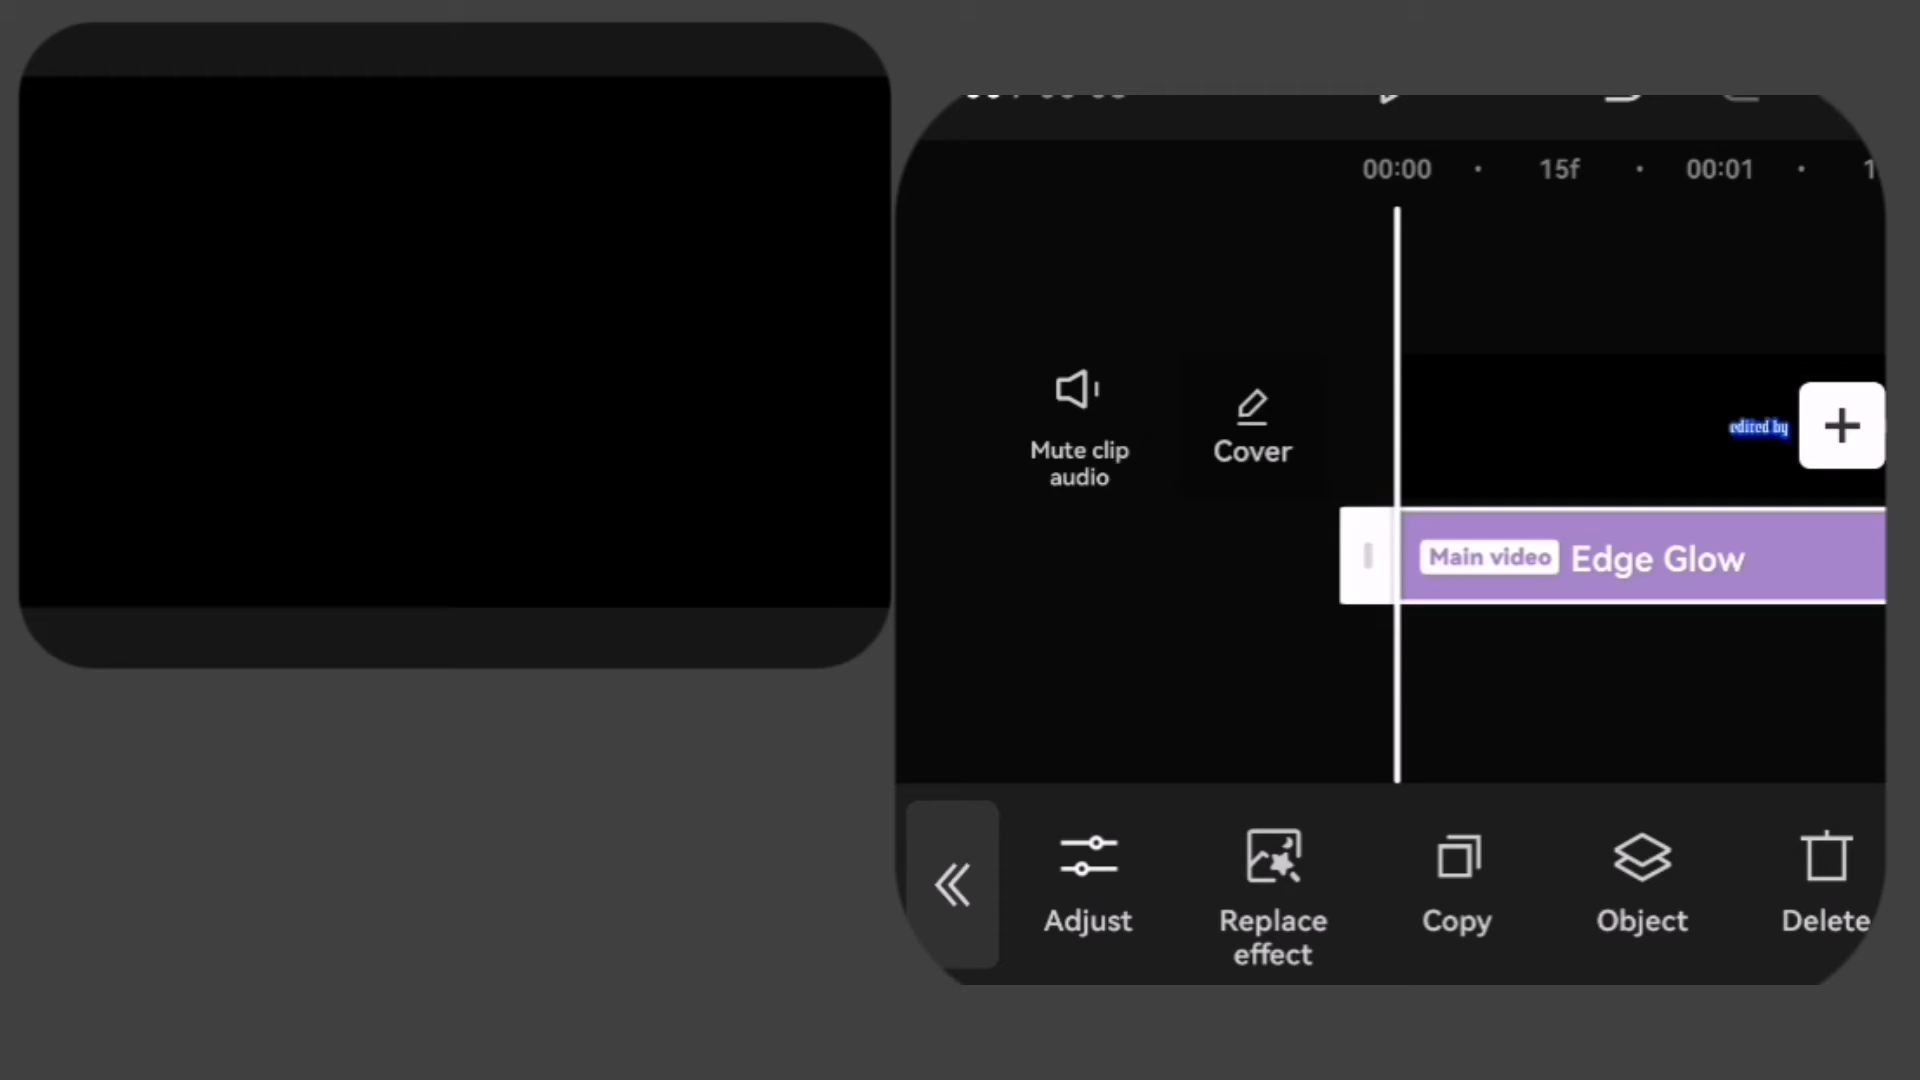 00:00 · 15f · 00:01 ·
Mute clip
audio
Cover
edited by
Main video Edge Glow
Adjust
Replace
effect
Copy
Object
Delete